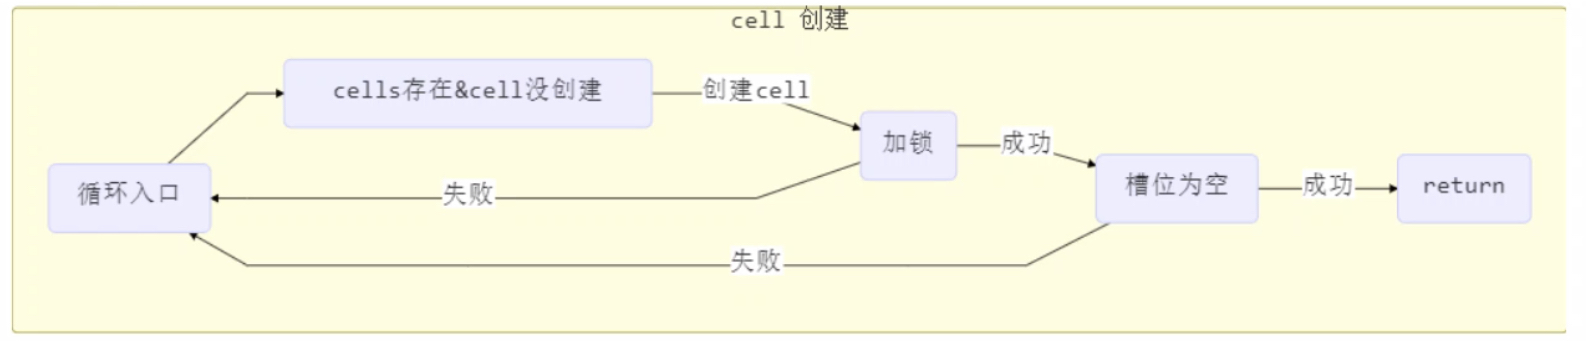 cell 创建
cells存在&cell没创建
创建cell
加锁
成功
槽位为空
成功
return
循环入口
失败
失败